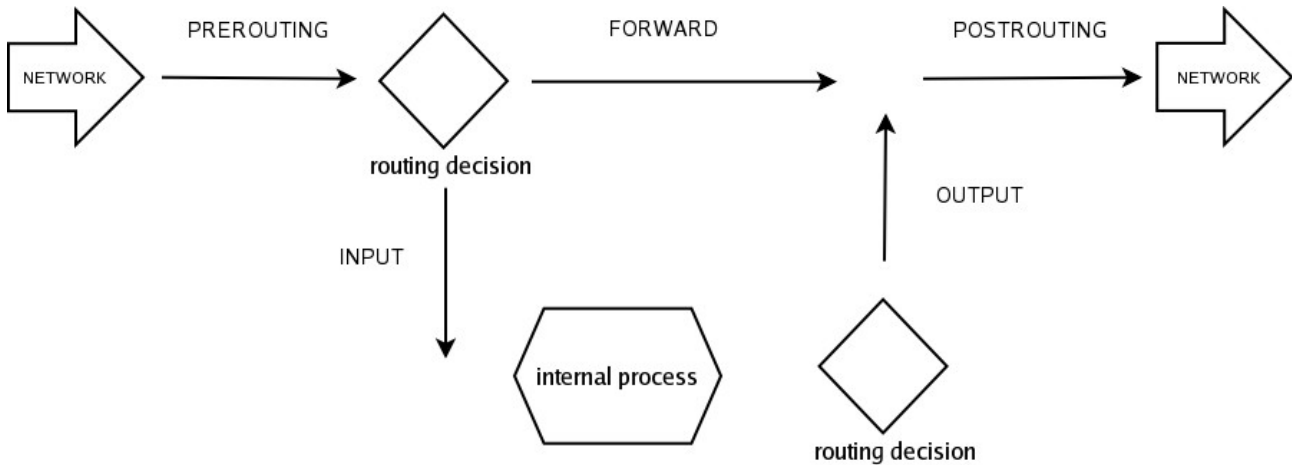 PREROUTING
FORWARD
POSTROUTING
NETWORK
NETWORK
routing decision
OUTPUT
INPUT
internal process
routing decision